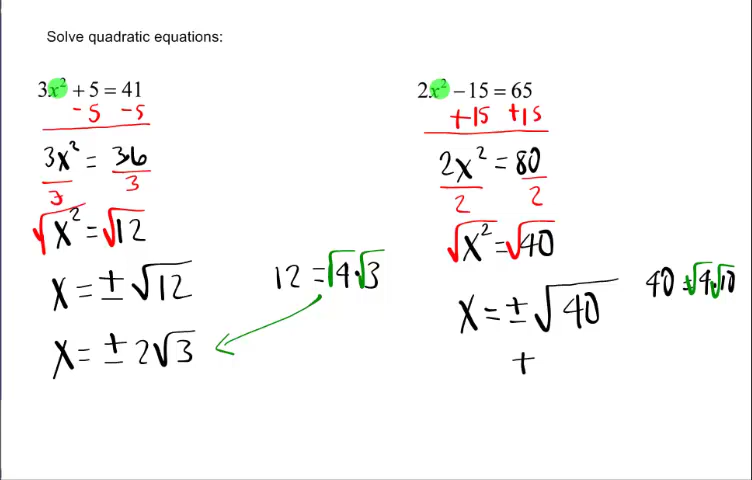 Solve quadratic equations:
3x² + 5 = 41
-5 -5
3x² = 36
3 3
√x² = √12
x = ± √12
12 = √4 √3
x = ± 2√3
2x² − 15 = 65
+15 +15
2x² = 80
2 2
√x² = √40
x = ± √40
40 = √4·√10
+